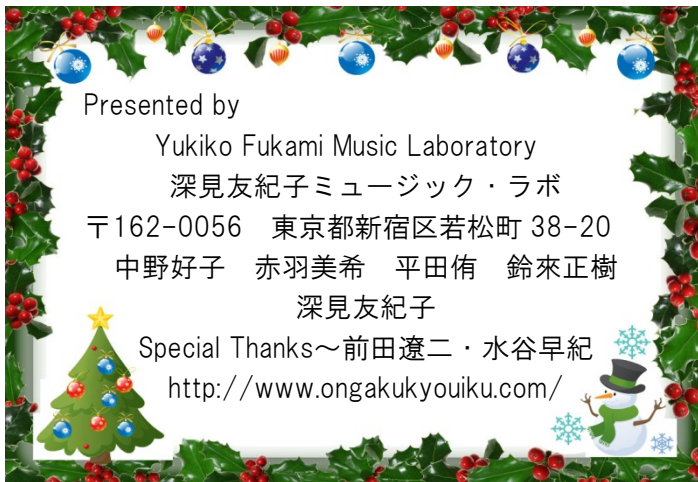 Presented by
Yukiko Fukami Music Laboratory
深見友紀子ミュージック・ラボ
〒162-0056　東京都新宿区若松町 38-20
中野好子　赤羽美希　平田侑　鈴來正樹
深見友紀子
Special Thanks～前田遼二・水谷早紀
http://www.ongakukyouiku.com/